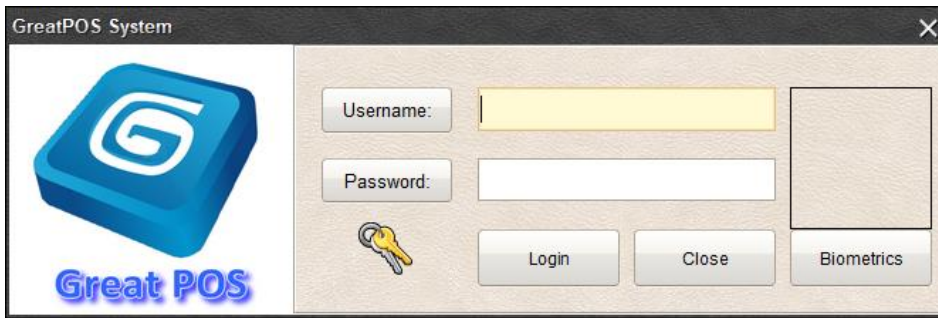 GreatPOS System
G
Great POS
Username:
Password:
Login
Close
Biometrics